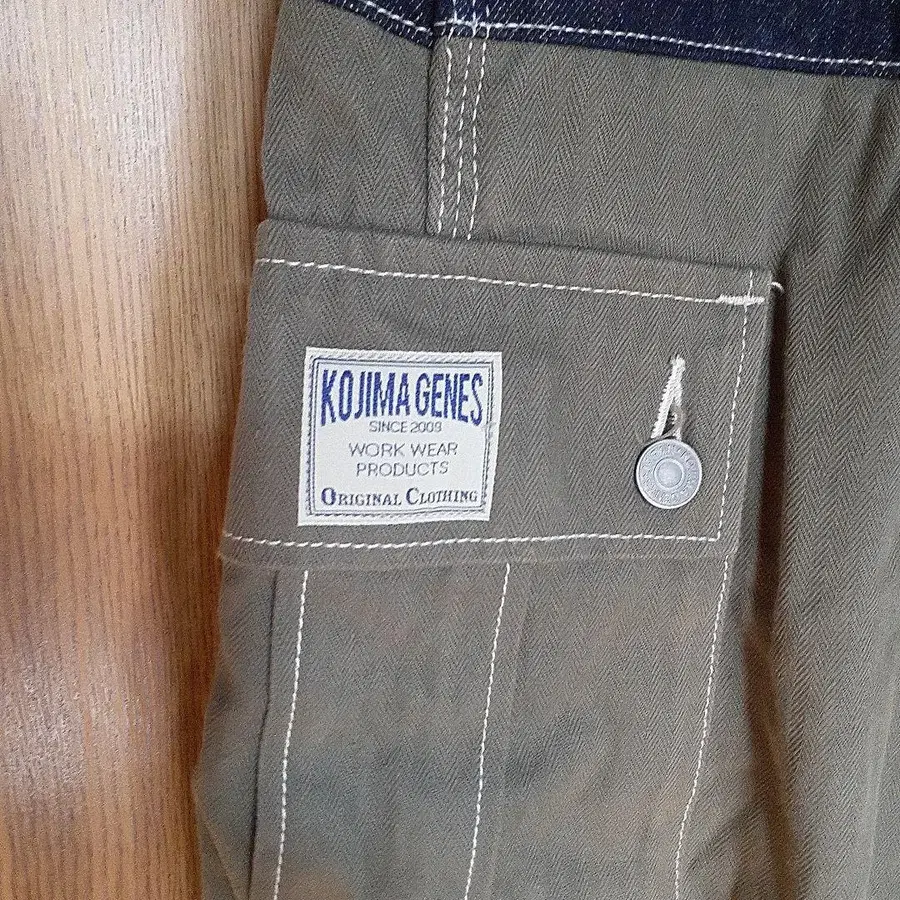 KOJIMA GENES
SINCE 2009
WORK WEAR
PRODUCTS
ORIGINAL CLOTHING